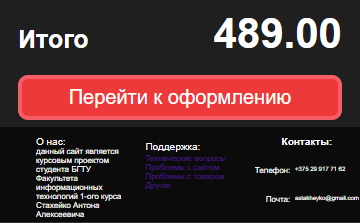 Итого 489.00
Перейти к оформлению
О нас:
данный сайт является
курсовым проектом
студента БГТУ
Факультета
информационных
технологий 1-ого курса
Стахейко Антона
Алексеевича
Поддержка:
Технические вопросы
Проблемы с сайтом
Проблемы с товаром
Другое
Контакты:
Телефон: +375 29 917 71 62
Почта: astakheyko@gmail.com